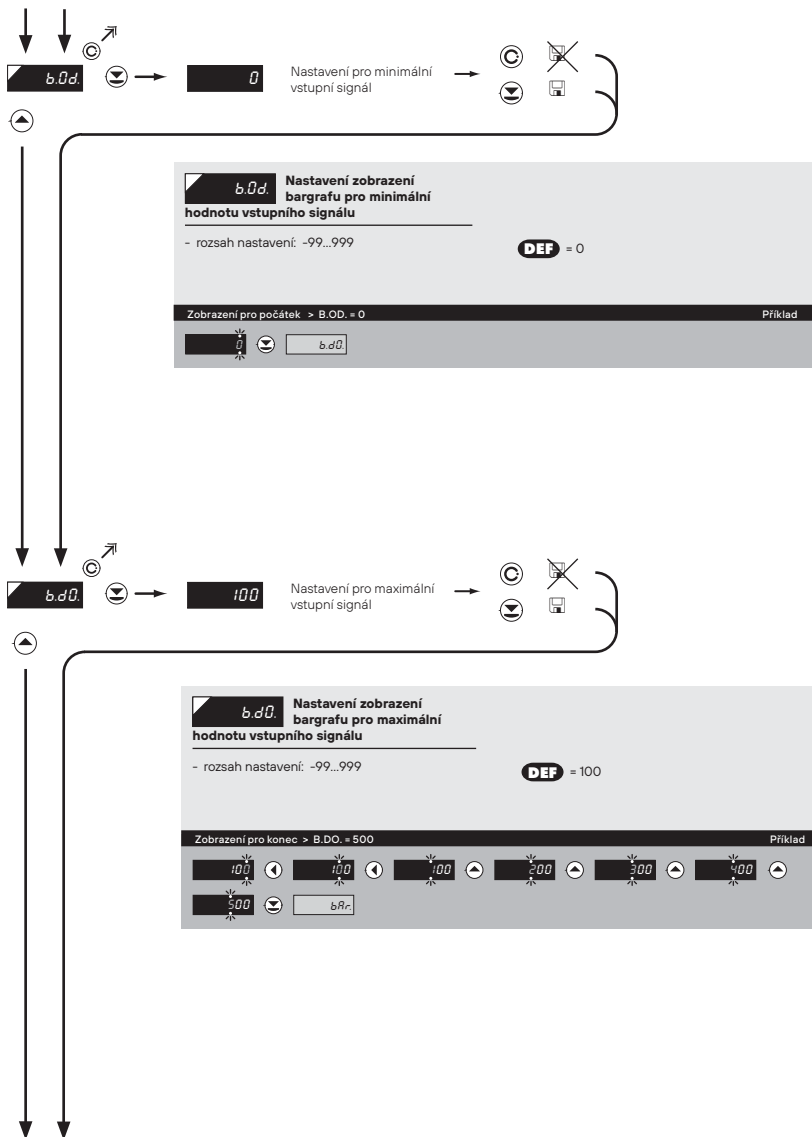 b.0d.
0
Nastavení pro minimální
vstupní signál
b.0d.
Nastavení zobrazení
bargrafu pro minimální
hodnotu vstupního signálu
- rozsah nastavení: -99...999
DEF = 0
Zobrazení pro počátek > B.OD. = 0 Příklad
0 b.d0.
b.d0.
100
Nastavení pro maximální
vstupní signál
b.d0.
Nastavení zobrazení
bargrafu pro maximální
hodnotu vstupního signálu
- rozsah nastavení: -99...999
DEF = 100
Zobrazení pro konec > B.DO. = 500 Příklad
100 100 100 200 300 400
500 bAr.